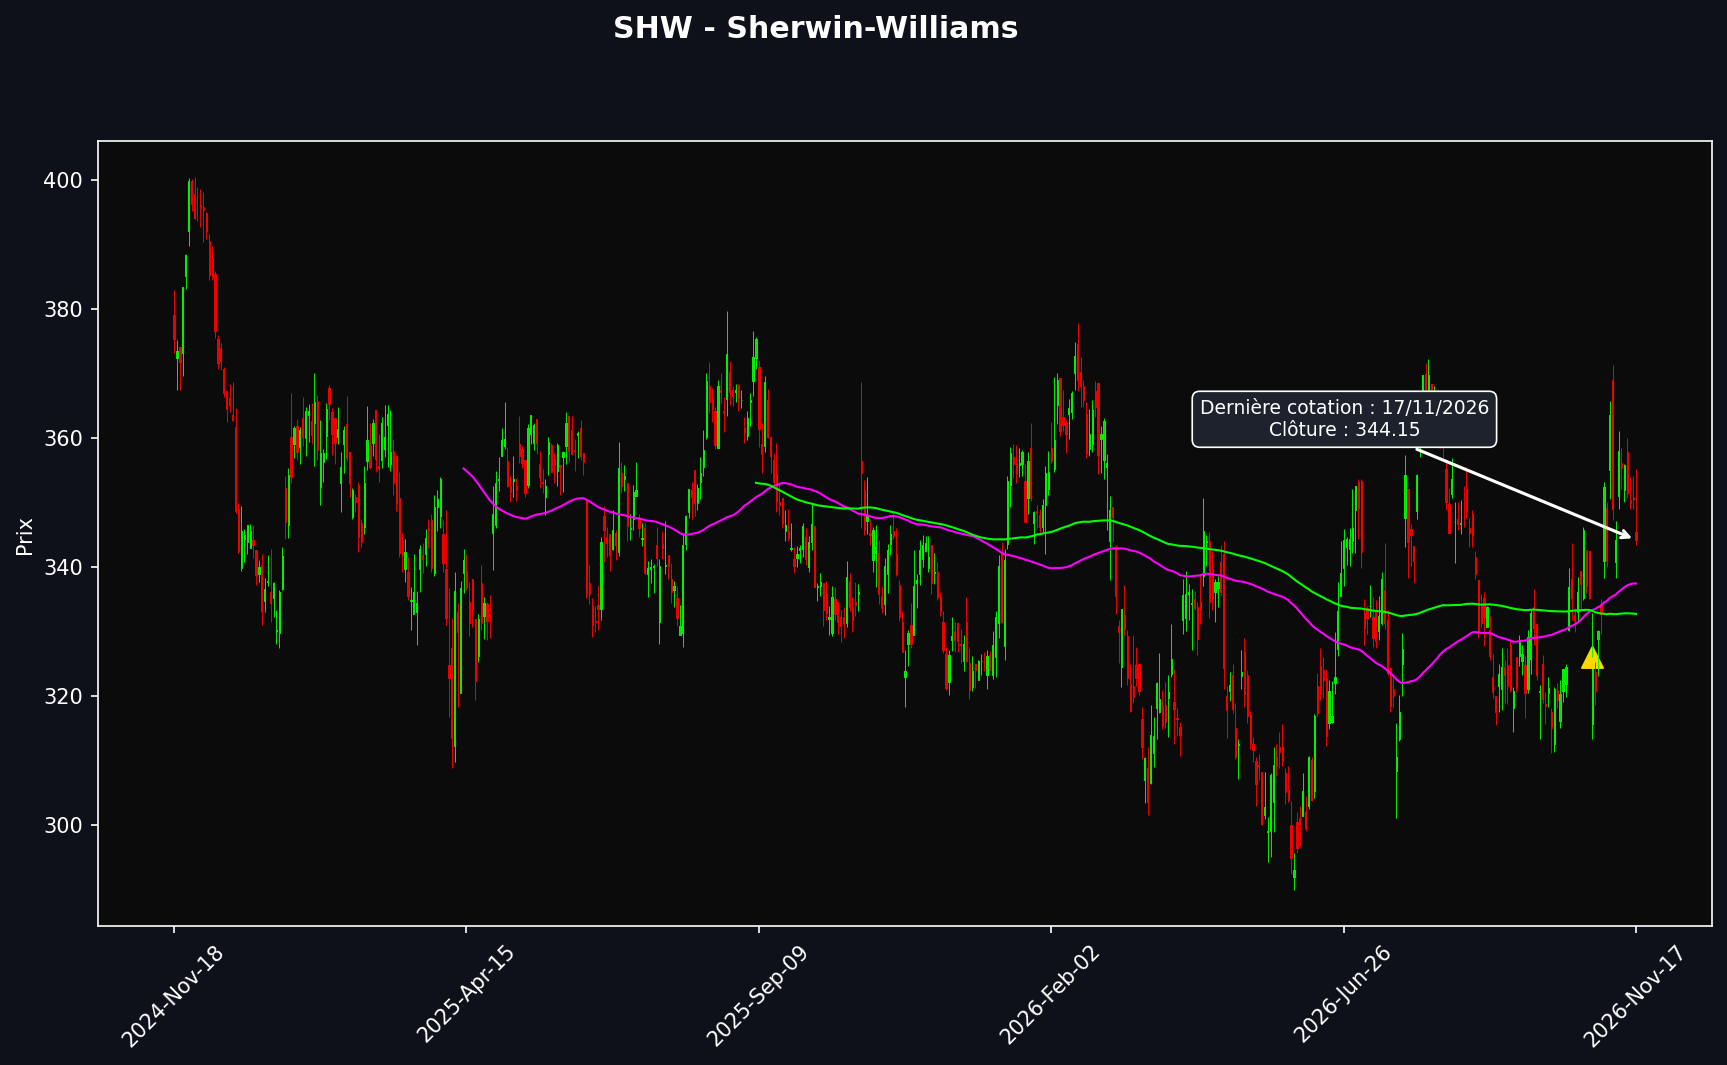 SHW - Sherwin-Williams
400
380
360
340
320
300
Prix
Dernière cotation : 17/11/2026
Clôture : 344.15
2024-Nov-18
2025-Apr-15
2025-Sep-09
2026-Feb-02
2026-Jun-26
2026-Nov-17